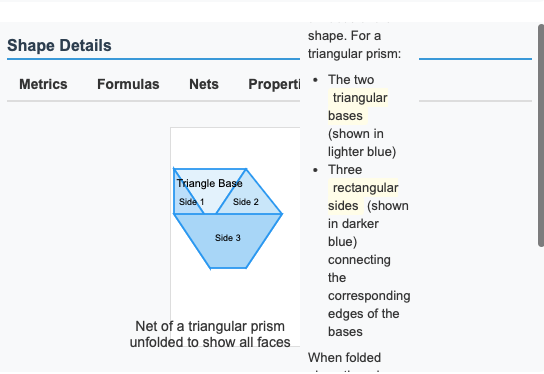 Shape Details
Metrics Formulas Nets Properti
Triangle Base
Side 1 Side 2
Side 3
Net of a triangular prism
unfolded to show all faces
shape. For a
triangular prism:
• The two
triangular
bases
(shown in
lighter blue)
• Three
rectangular
sides (shown
in darker
blue)
connecting
the
corresponding
edges of the
bases
When folded